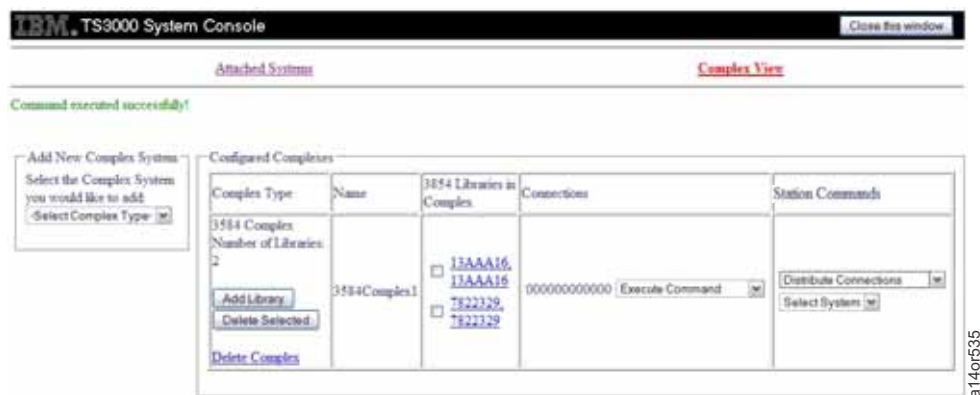 IBM. TS3000 System Console
Close this window
Attached Systems
Complex View
Command executed successfully!
Add New Complex System
Select the Complex System
you would like to add:
-Select Complex Type-
Configured Complexes
Complex Type
Name
3854 Libraries in
Complex
Connections
Station Commands
3584 Complex
Number of Libraries:
2
Add Library
Delete Selected
Delete Complex
3584Complex1
13AAA16,
13AAA16
7822329,
7822329
000000000000 Execute Command
Distribute Connections
Select System
a14or535